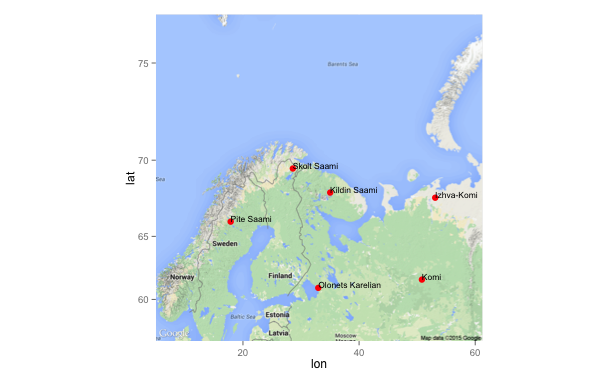 75
Barents Sea
70
Skolt Saami
Sea
Kildin Saami
Izhva-Komi
lat
Pite Saami
65
Sweden
Norway
Finland
Komi
Olonets Karelian
60
Estonia
Baltic Sea
Latvia
Google
Moscow
Map data ©2015 Google
20
40
60
lon